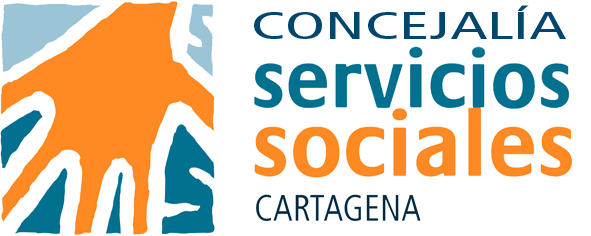 CONCEJALÍA
servicios
sociales
CARTAGENA